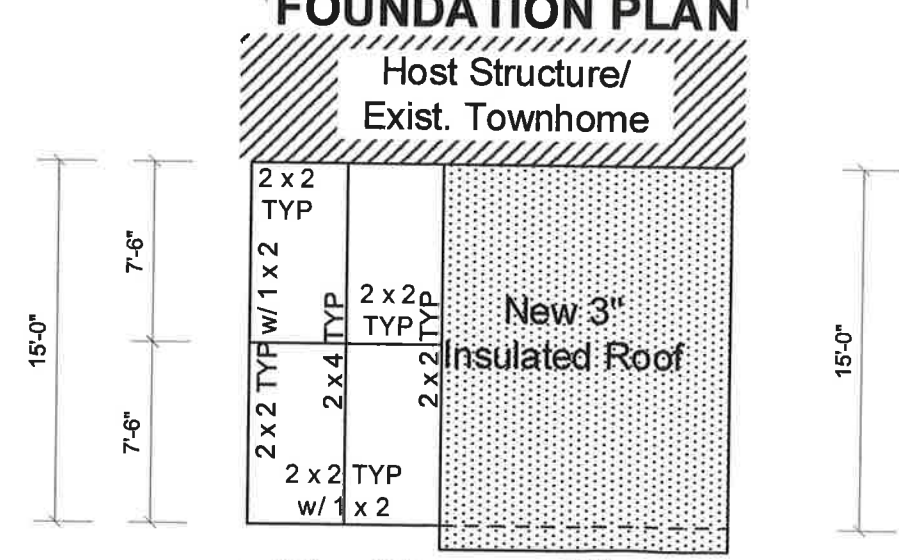 FOUNDATION PLAN
Host Structure/
Exist. Townhome
2 x 2
TYP
2 x 2 TYP w/ 1 x 2
2 x 4 TYP
2 x 2
TYP
2 x 2 TYP
New 3"
Insulated Roof
2 x 2 TYP
w/ 1 x 2
15'-0"
7'-6"
7'-6"
15'-0"